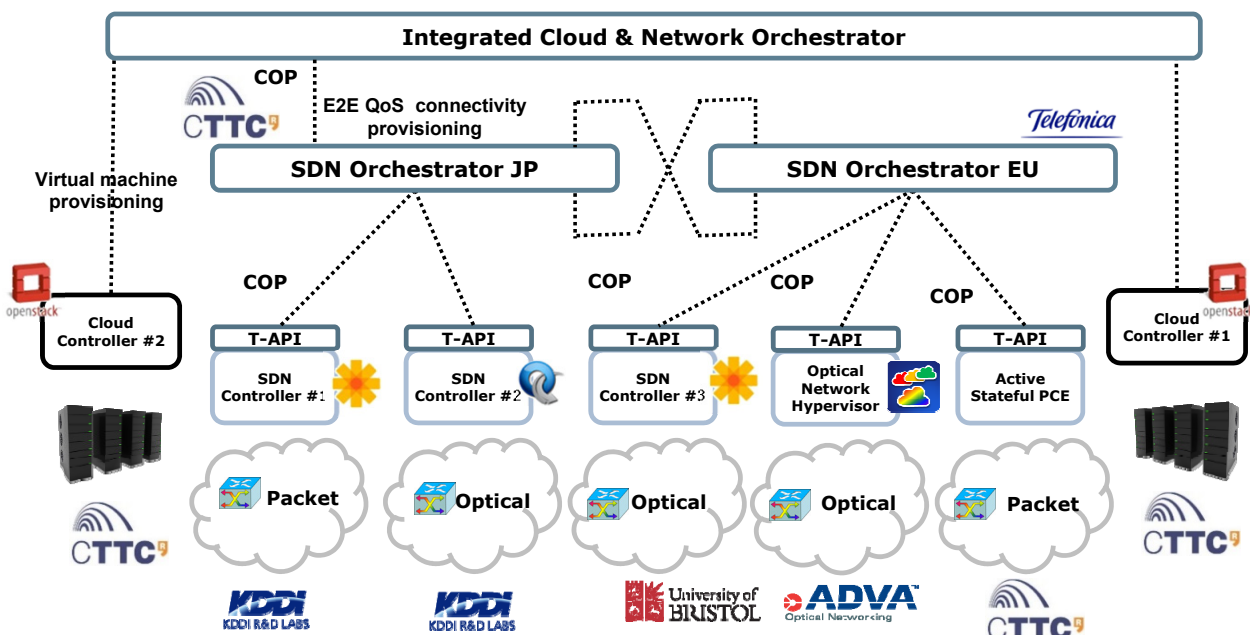 Integrated Cloud & Network Orchestrator
COP
CTTC
E2E QoS connectivity
provisioning
Telefónica
SDN Orchestrator JP
SDN Orchestrator EU
Virtual machine
provisioning
COP
COP
COP
COP
openstack
Cloud
Controller #2
openstack
Cloud
Controller #1
T-API
T-API
T-API
T-API
T-API
SDN
Controller #1
SDN
Controller #2
SDN
Controller #3
Optical
Network
Hypervisor
Active
Stateful PCE
Packet
Optical
Optical
Optical
Packet
CTTC
CTTC
KDDI
KDDI R&D LABS
KDDI
KDDI R&D LABS
University of
BRISTOL
ADVA™
Optical Networking
CTTC